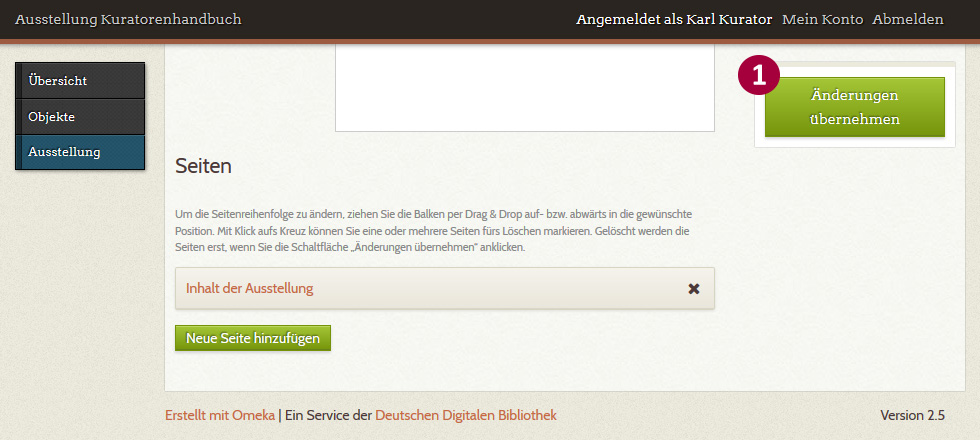 Ausstellung Kuratorenhandbuch
Angemeldet als Karl Kurator Mein Konto Abmelden
Übersicht
Objekte
Ausstellung
1
Änderungen
übernehmen
Seiten
Um die Seitenreihenfolge zu ändern, ziehen Sie die Balken per Drag & Drop auf- bzw. abwärts in die gewünschte
Position. Mit Klick aufs Kreuz können Sie eine oder mehrere Seiten fürs Löschen markieren. Gelöscht werden die
Seiten erst, wenn Sie die Schaltfläche „Änderungen übernehmen“ anklicken.
Inhalt der Ausstellung
Neue Seite hinzufügen
Erstellt mit Omeka | Ein Service der Deutschen Digitalen Bibliothek
Version 2.5